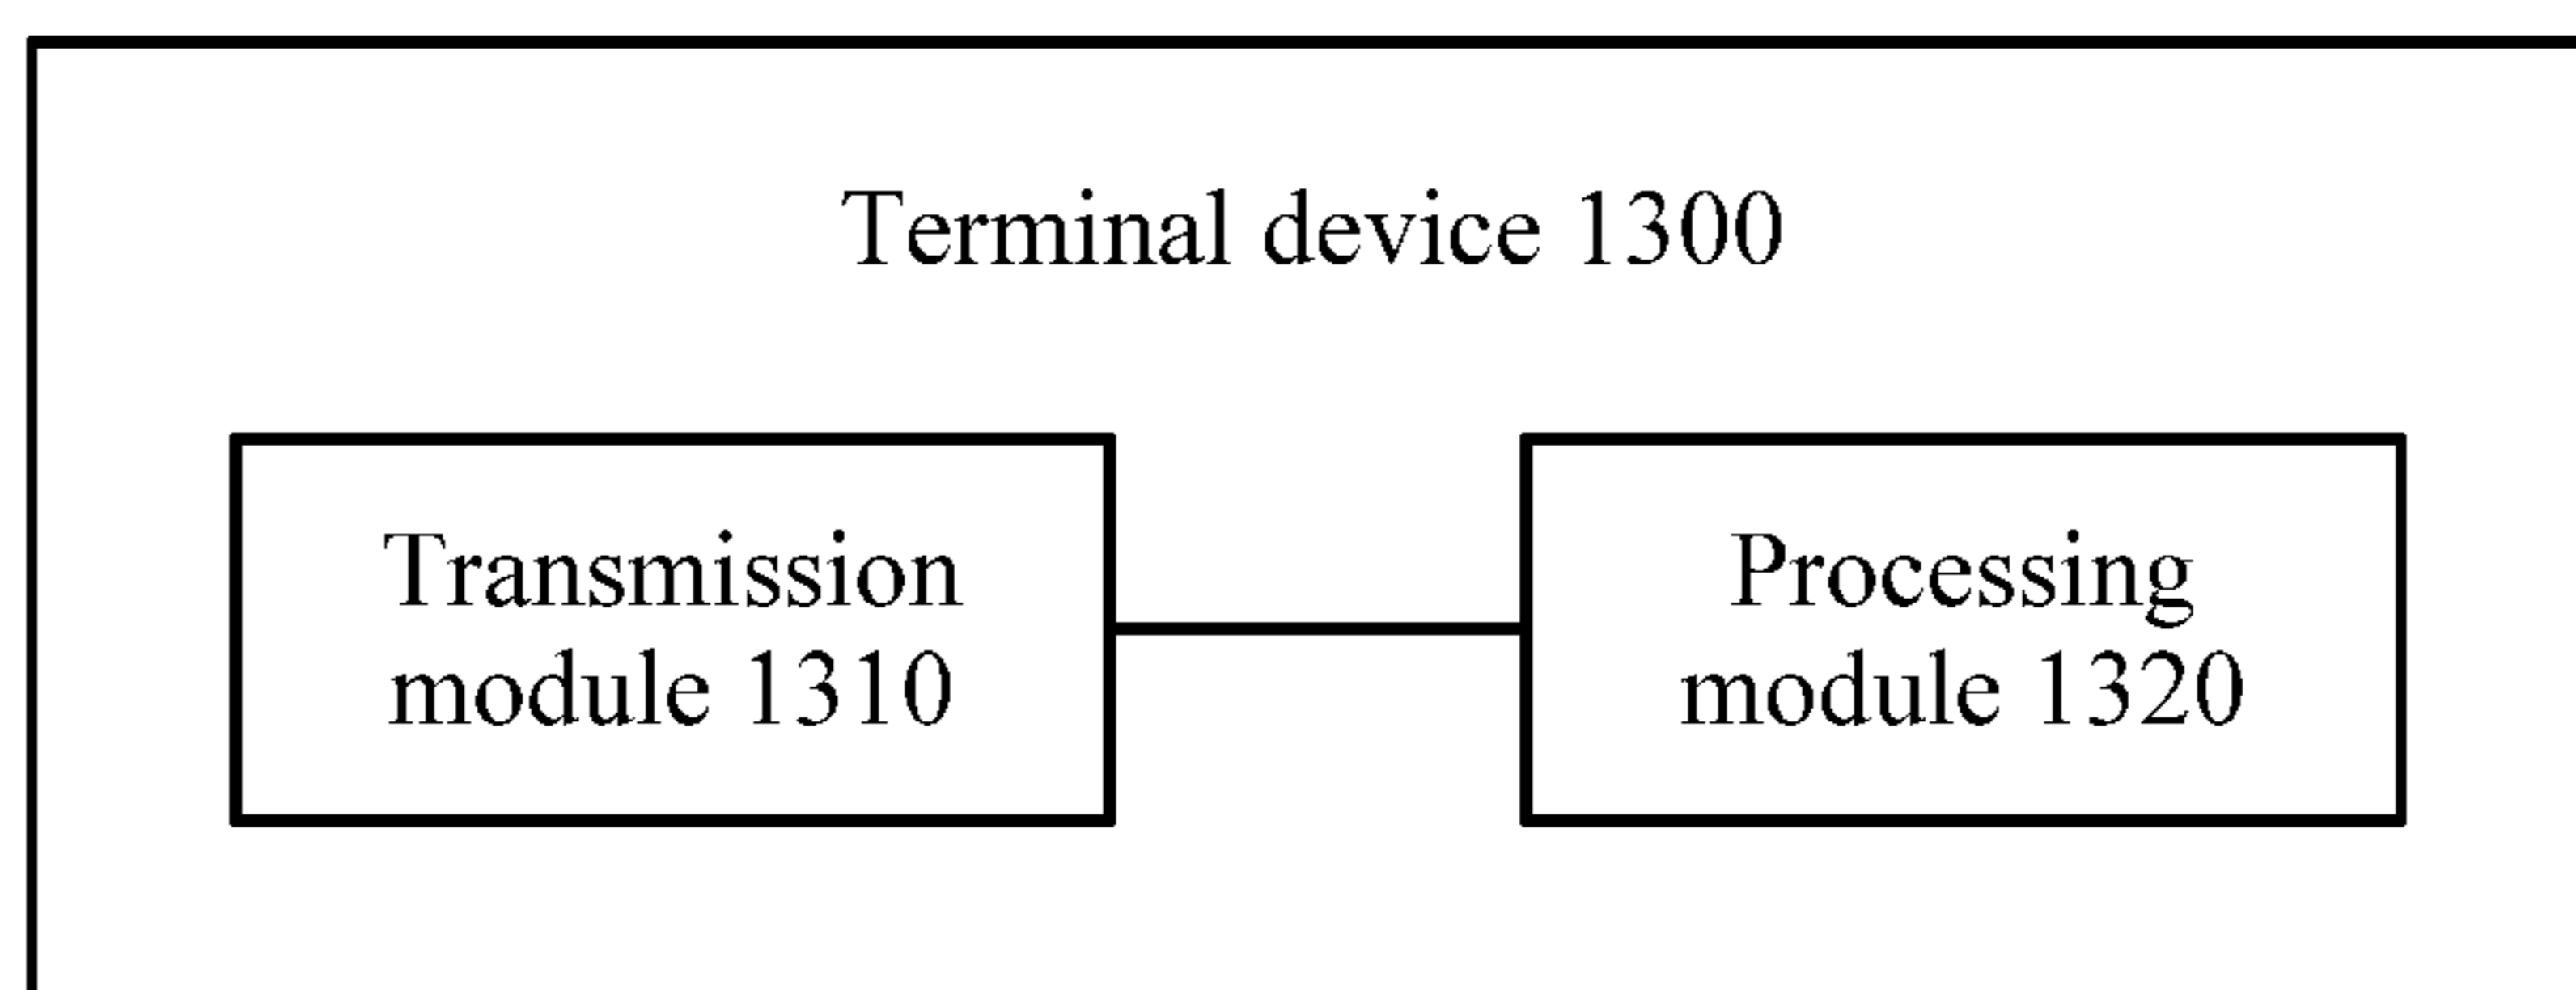 Terminal device 1300
Transmission
module 1310
Processing
module 1320